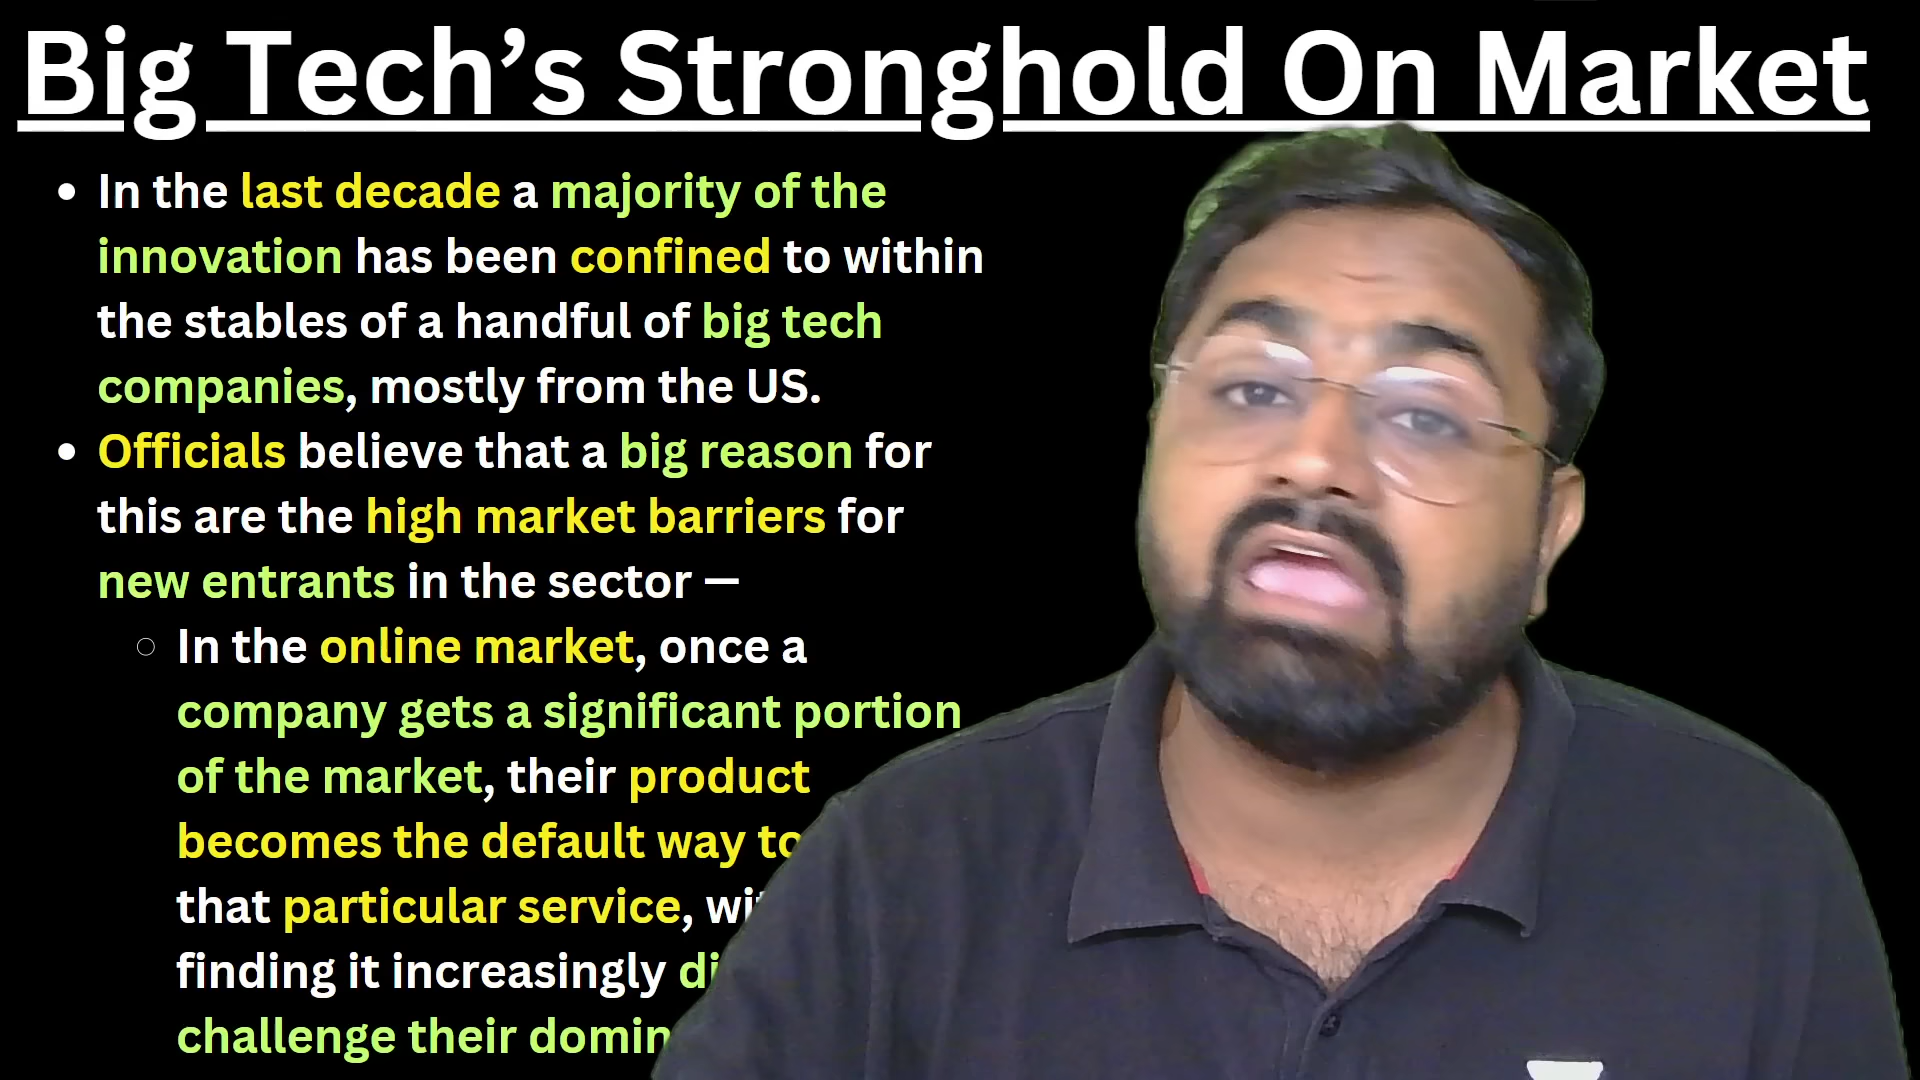 Big Tech’s Stronghold On Market
• In the last decade a majority of the
innovation has been confined to within
the stables of a handful of big tech
companies, mostly from the US.
• Officials believe that a big reason for
this are the high market barriers for
new entrants in the sector —
○ In the online market, once a
company gets a significant portion
of the market, their product
becomes the default way to
that particular service,
finding it increasingly
challenge their